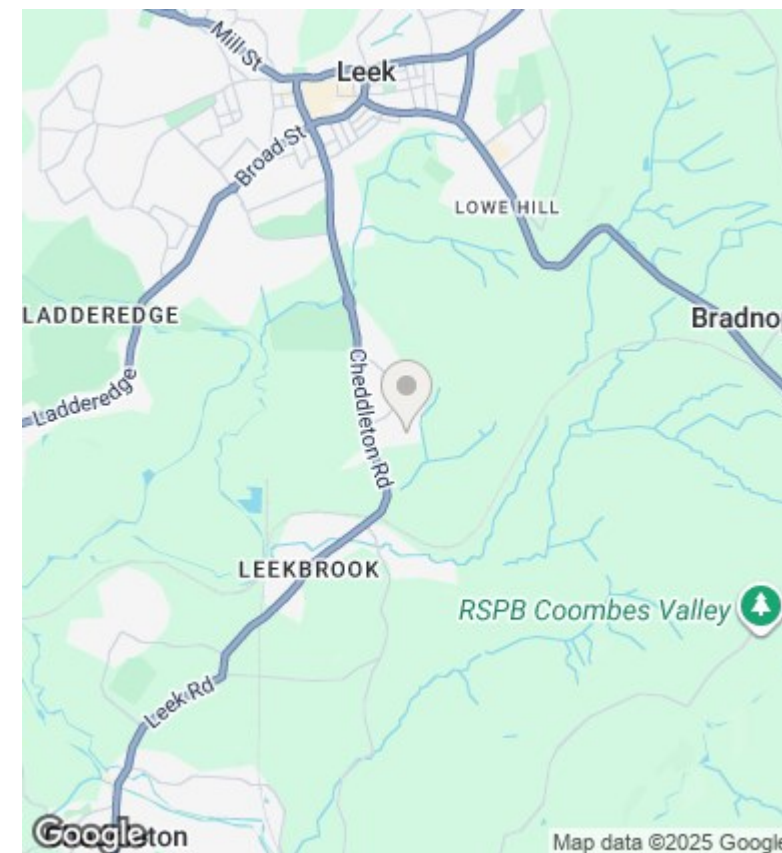 Mill St
Leek
Broad St
LOWE HILL
LADDEREDGE
Bradno
Cheddleton Rd
Ladderedge
LEEKBROOK
RSPB Coombes Valley
Leek Rd
Google
ton
Map data ©2025 Google